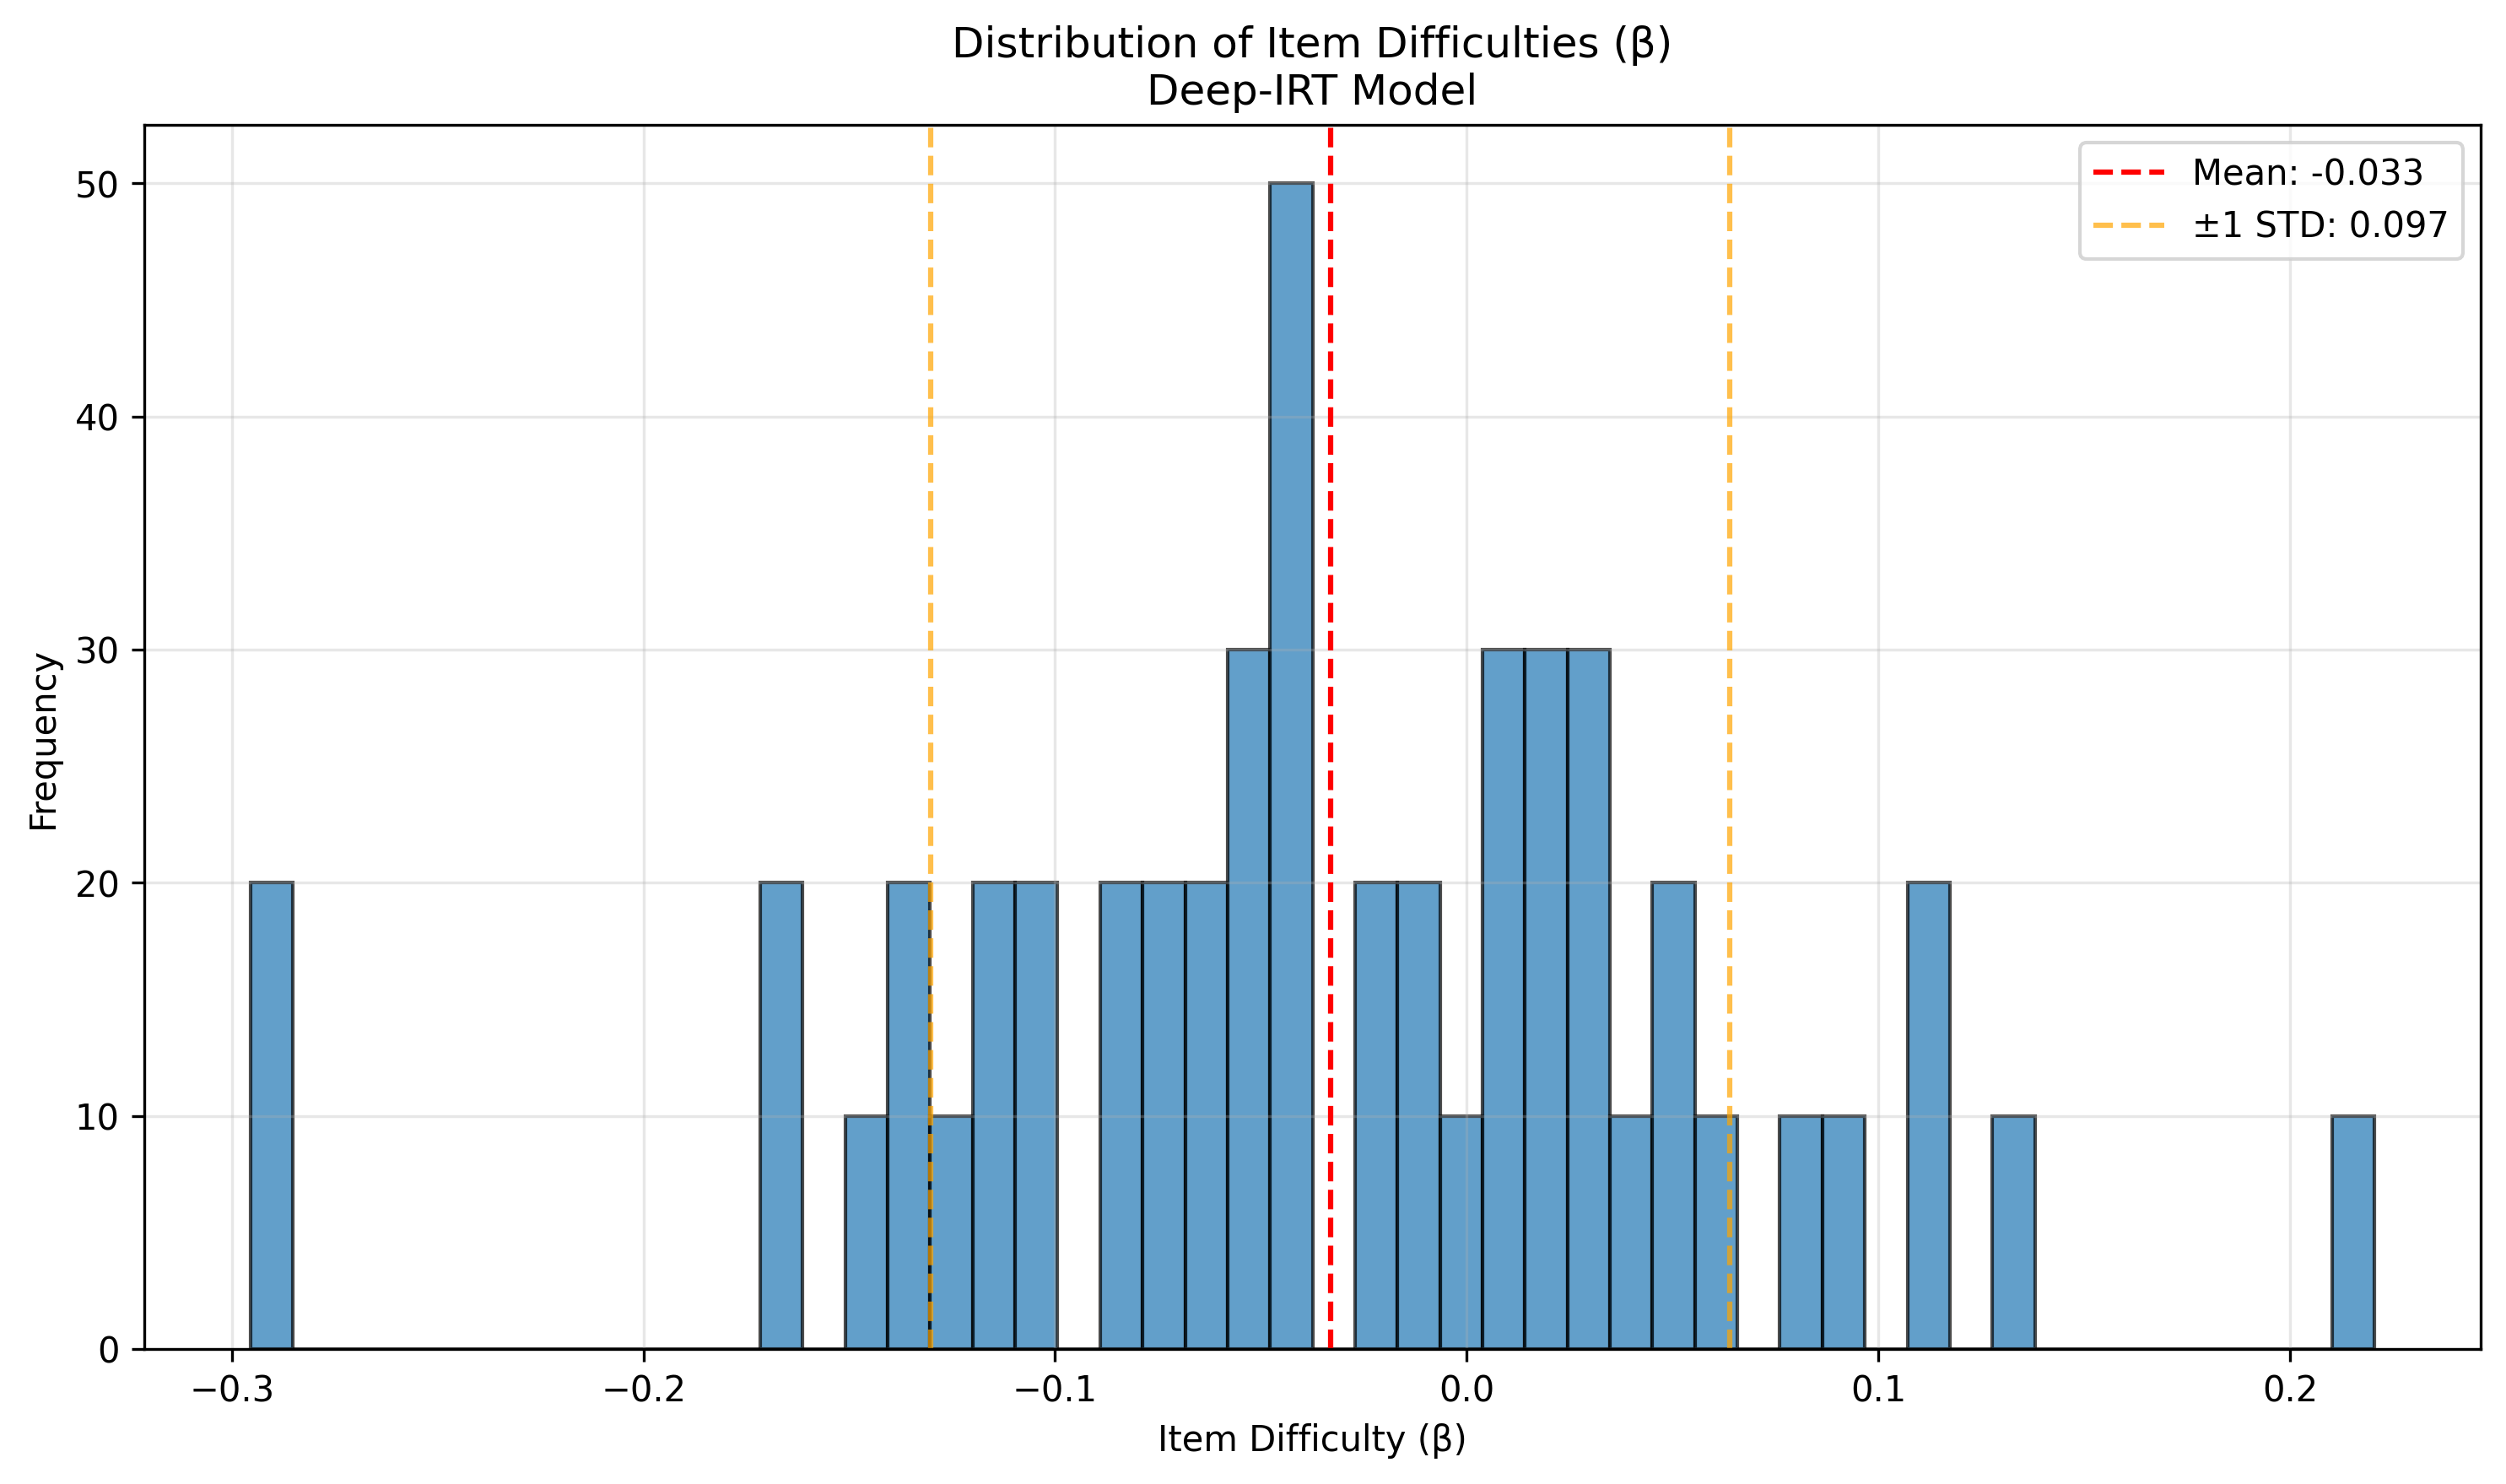 Distribution of Item Difficulties (β)
Deep-IRT Model
Mean: -0.033
±1 STD: 0.097
Frequency
50
40
30
20
10
0
−0.3
−0.2
−0.1
0.0
0.1
0.2
Item Difficulty (β)